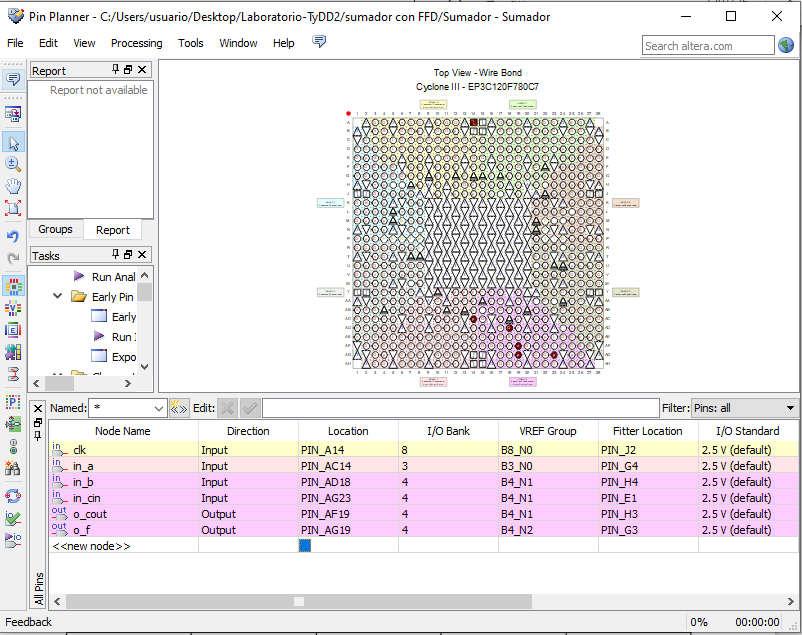 Pin Planner - C:/Users/usuario/Desktop/Laboratorio-TyDD2/sumador con FFD/Sumador - Sumador
File Edit View Processing Tools Window Help
Search altera.com
Report
Report not available
Groups Report
Tasks
Run Anal
Early Pin
Early
Run I
Expo
Top View - Wire Bond
Cyclone III - EP3C120F780C7
Named: * Edit: Filter: Pins: all
Node Name Direction Location I/O Bank VREF Group Fitter Location I/O Standard
in clk Input PIN_A14 8 B8_N0 PIN_J2 2.5 V (default)
in in_a Input PIN_AC14 3 B3_N0 PIN_G4 2.5 V (default)
in in_b Input PIN_AD18 4 B4_N1 PIN_H4 2.5 V (default)
in in_cin Input PIN_AG23 4 B4_N1 PIN_E1 2.5 V (default)
out o_cout Output PIN_AF19 4 B4_N1 PIN_H3 2.5 V (default)
out o_f Output PIN_AG19 4 B4_N2 PIN_G3 2.5 V (default)
<<new node>>
All Pins
Feedback 0% 00:00:00